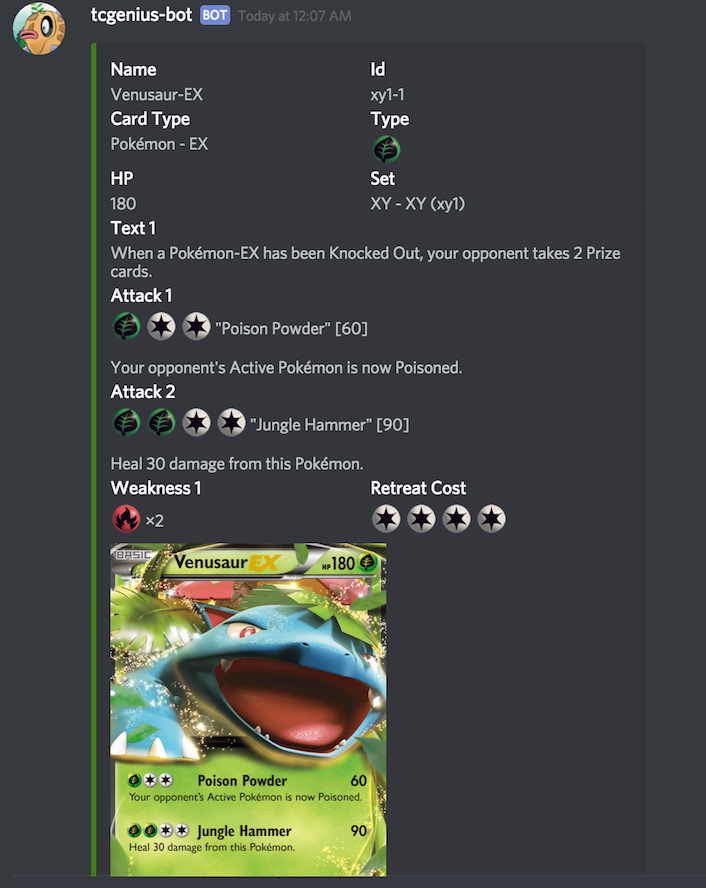 tcgenius-bot BOT Today at 12:07 AM
Name Id
Venusaur-EX xy1-1
Card Type Type
Pokémon - EX
HP Set
180 XY - XY (xy1)
Text 1
When a Pokémon-EX has been Knocked Out, your opponent takes 2 Prize
cards.
Attack 1
"Poison Powder" [60]
Your opponent's Active Pokémon is now Poisoned.
Attack 2
"Jungle Hammer" [90]
Heal 30 damage from this Pokémon.
Weakness 1 Retreat Cost
×2
BASIC Venusaur EX HP 180
Poison Powder 60
Your opponent's Active Pokémon is now Poisoned.
Jungle Hammer 90
Heal 30 damage from this Pokémon.